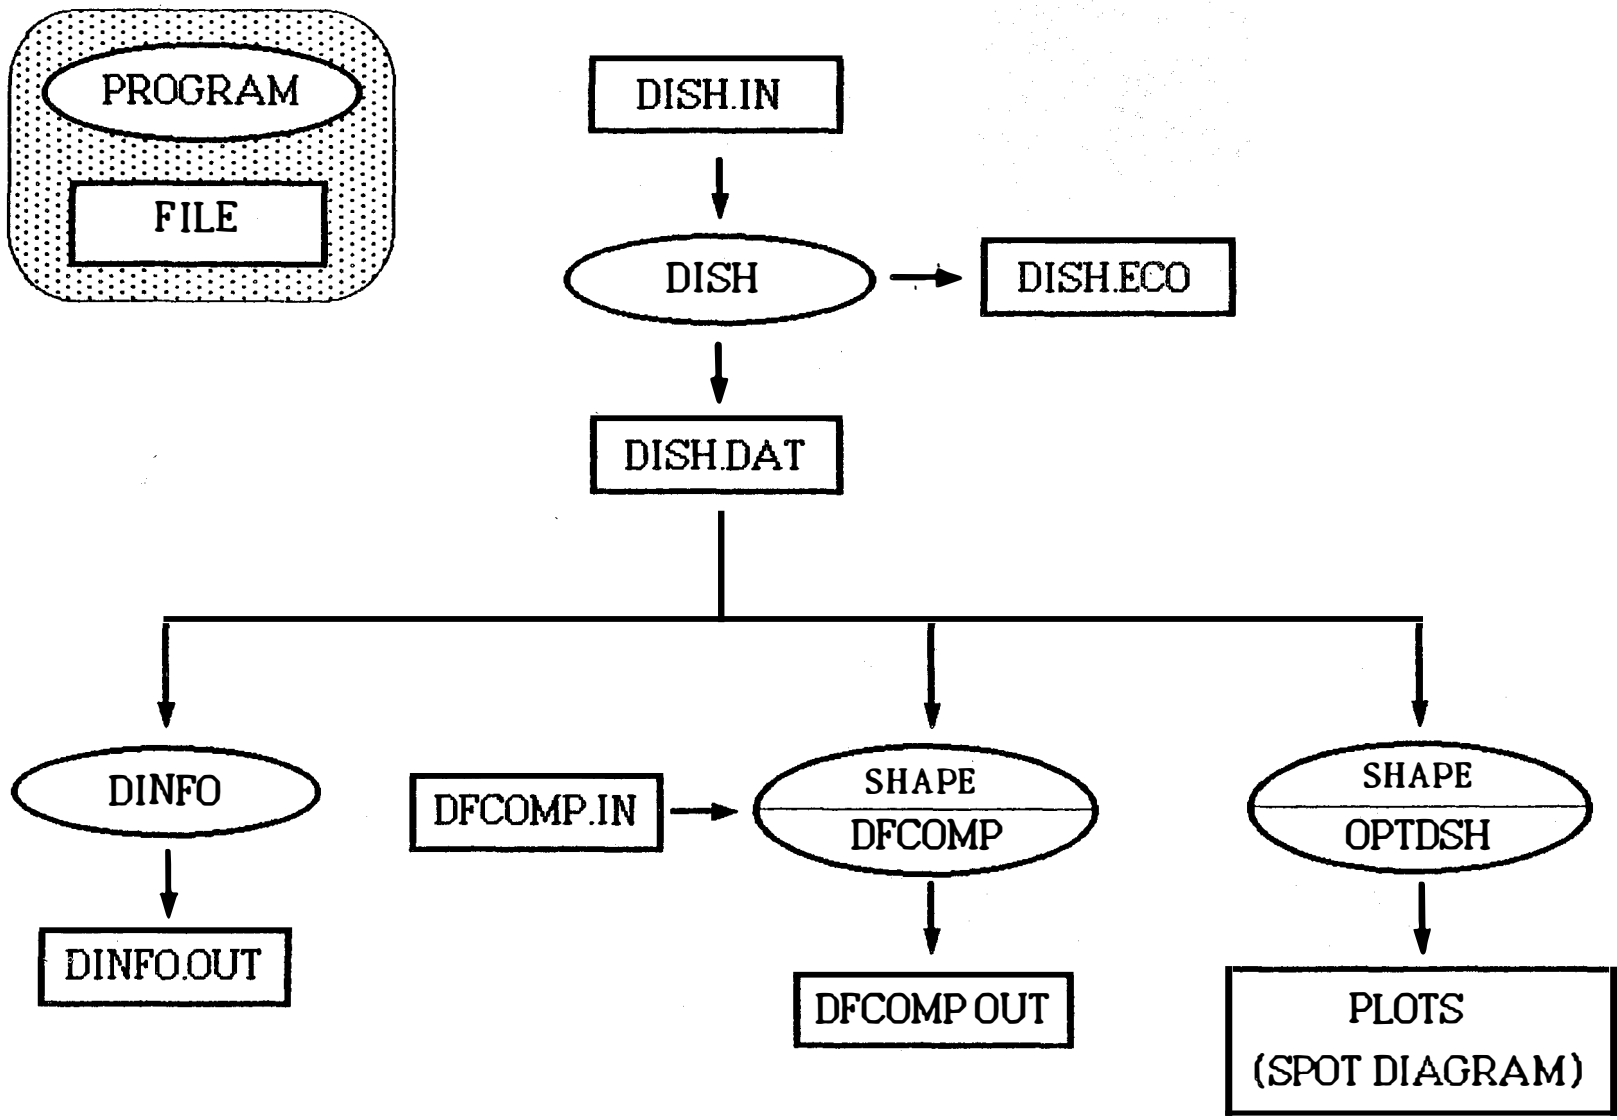 PROGRAM
FILE
DISH.IN
DISH
DISH.ECO
DISH.DAT
DINFO
DINFO.OUT
DFCOMP.IN
SHAPE
DFCOMP
DFCOMP OUT
SHAPE
OPTDSH
PLOTS
(SPOT DIAGRAM)